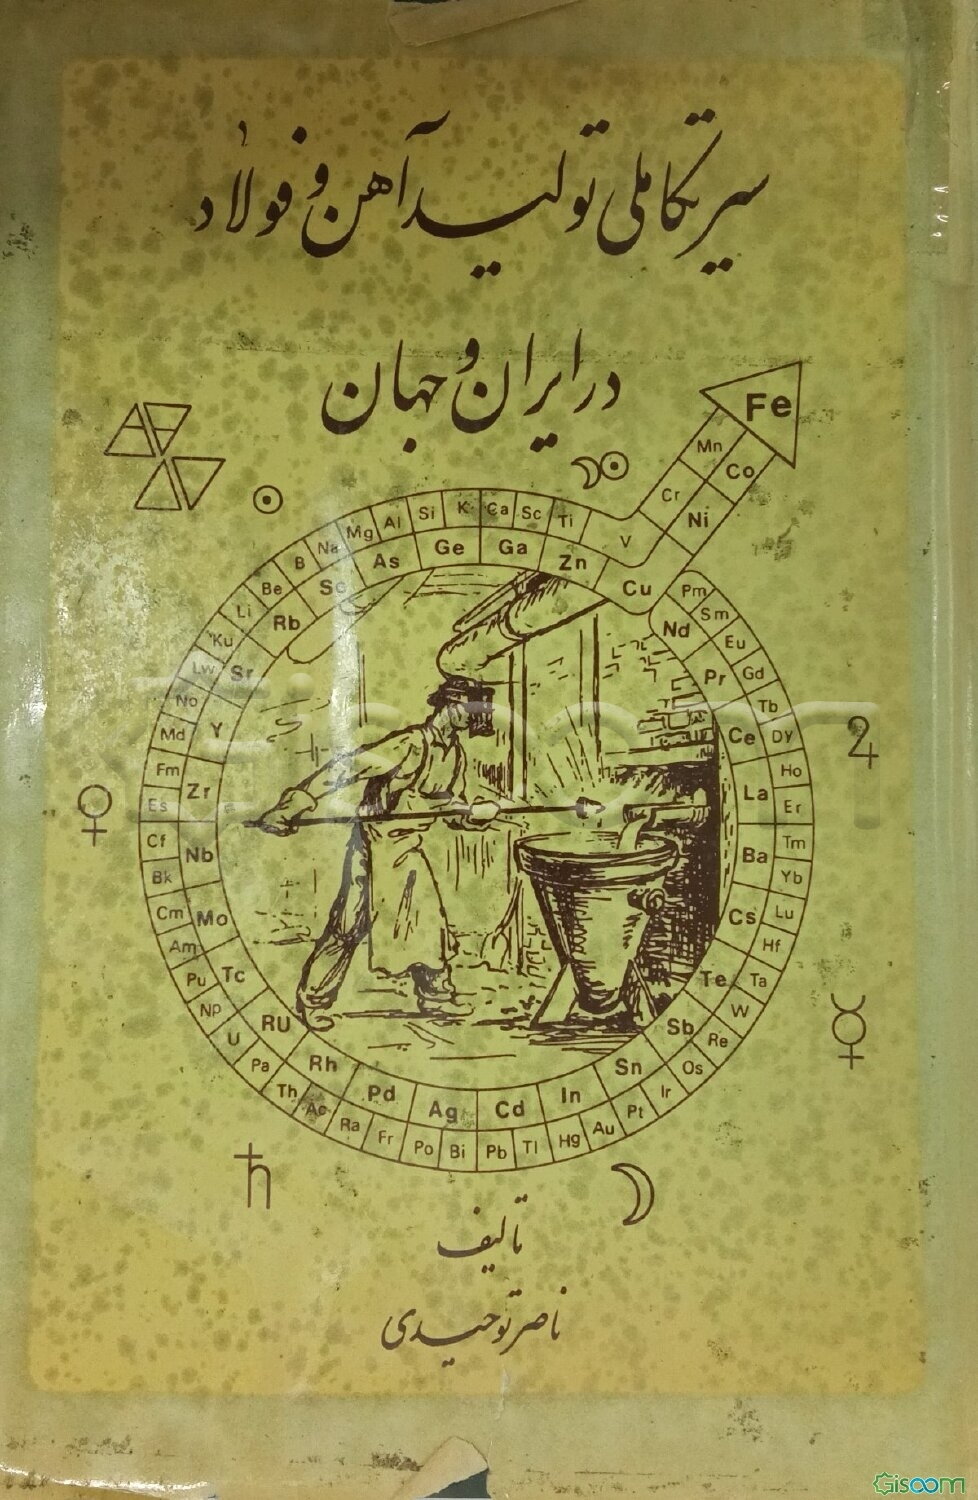 سیر تکاملی تولید آهن و فولاد
در ایران و جهان
Fe
Mn Co
Cr Ni
Na Mg Al Si K Ca Sc Ti V
B Be Li Ku Lw No Md Fm Es Cf Bk Cm Am Pu Np U Pa Th Ac Ra Fr Po Bi Pb Tl Hg Au Pt Ir Os Re W Ta Hf Lu Yb Tm Er Ho Dy Tb Gd Eu Sm Pm
Rb Se As Ge Ga Zn Cu
Sr Y Zr Nb Mo Tc RU Rh Pd Ag Cd In Sn Sb Te Cs Ba La Ce Pr Nd
تألیف
ناصر توحیدی
Gisoom
Gisoom